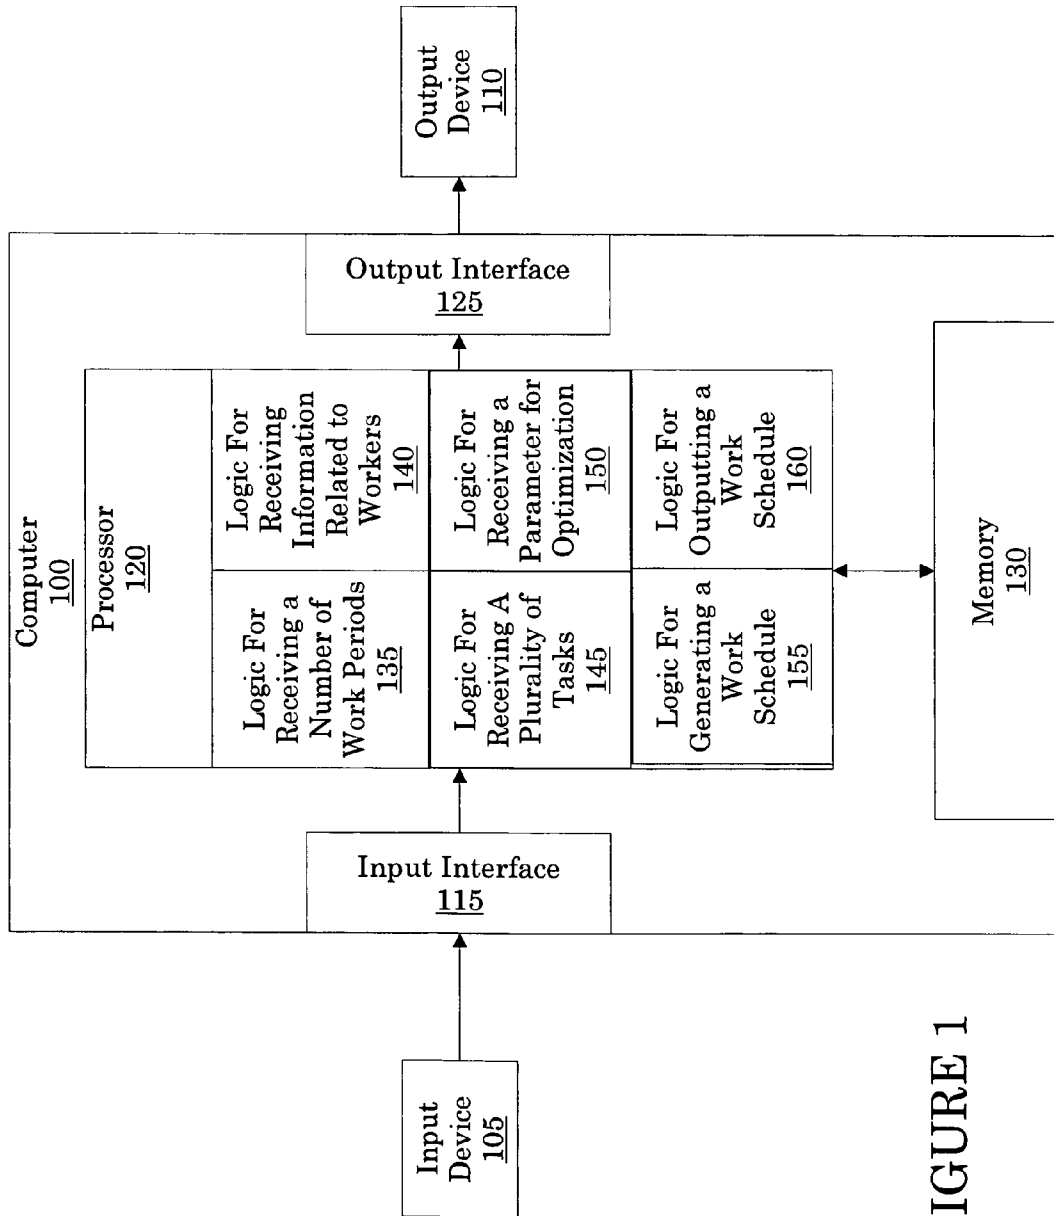 Computer
100
Processor
120
Logic For
Receiving a
Number of
Work Periods
135
Logic For
Receiving
Information
Related to
Workers
140
Input Device
105
Input Interface
115
Logic For
Receiving A
Plurality of
Tasks
145
Logic For
Receiving a
Parameter for
Optimization
150
Output Interface
125
Output
Device
110
Logic For
Generating a
Work
Schedule
155
Logic For
Outputting a
Work
Schedule
160
Memory
130
IGURE 1